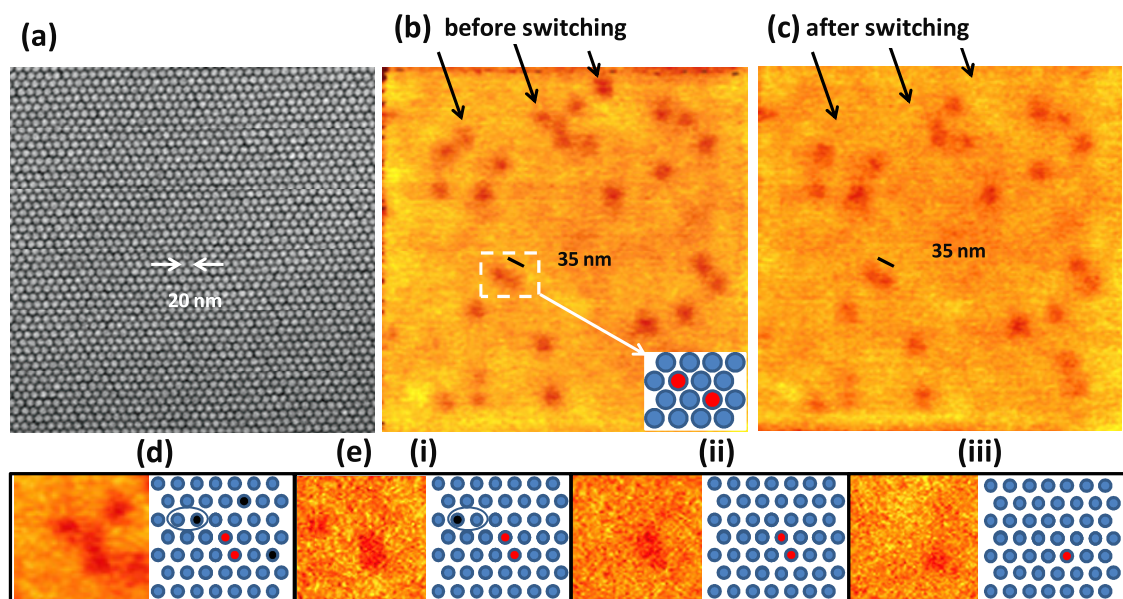 (a)
(b) before switching
(c) after switching
20 nm
35 nm
35 nm
(d)
(e)
(i)
(ii)
(iii)